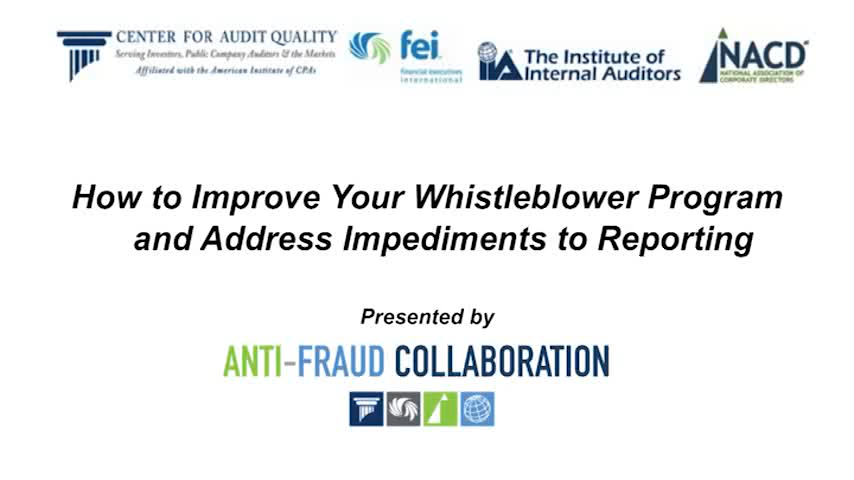 CENTER FOR AUDIT QUALITY
Serving Investors, Public Company Auditors & the Markets
Affiliated with the American Institute of CPAs
fei
financial executives
international
IIA
The Institute of
Internal Auditors
NACD
NATIONAL ASSOCIATION OF
CORPORATE DIRECTORS
How to Improve Your Whistleblower Program
and Address Impediments to Reporting
Presented by
ANTI-FRAUD COLLABORATION